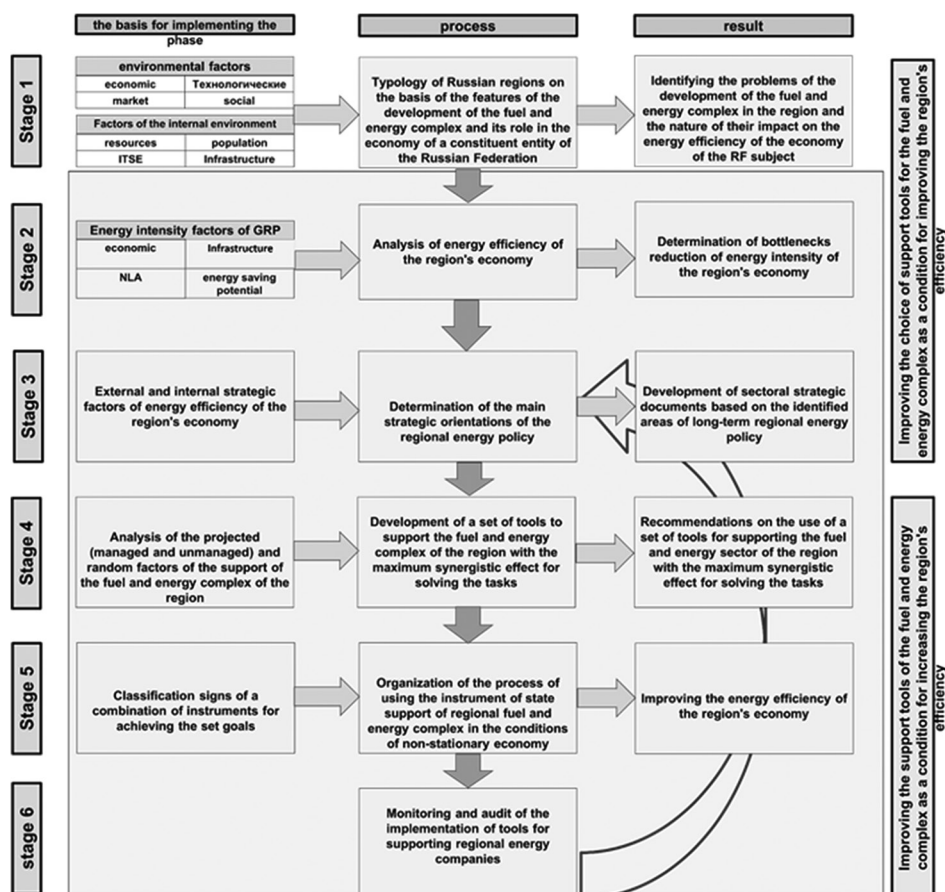 the basis for implementing the
phase
process
result
Stage 1
environmental factors
economic
Технологические
market
social
Factors of the internal environment
resources
population
ITSE
Infrastructure
Typology of Russian regions on
the basis of the features of the
development of the fuel and
energy complex and its role in the
economy of a constituent entity of
the Russian Federation
Identifying the problems of the
development of the fuel and
energy complex in the region and
the nature of their impact on the
energy efficiency of the economy
of the RF subject
Stage 2
Energy intensity factors of GRP
economic
Infrastructure
NLA
energy saving
potential
Analysis of energy efficiency of
the region's economy
Determination of bottlenecks
reduction of energy intensity of
the region's economy
Stage 3
External and internal strategic
factors of energy efficiency of the
region's economy
Determination of the main
strategic orientations of the
regional energy policy
Development of sectoral strategic
documents based on the identified
areas of long-term regional energy
policy
Stage 4
Analysis of the projected
(managed and unmanaged) and
random factors of the support of
the fuel and energy complex of the
region
Development of a set of tools to
support the fuel and energy
complex of the region with the
maximum synergistic effect for
solving the tasks
Recommendations on the use of a
set of tools for supporting the fuel
and energy sector of the region
with the maximum synergistic
effect for solving the tasks
Stage 5
Classification signs of a
combination of instruments for
achieving the set goals
Organization of the process of
using the instrument of state
support of regional fuel and
energy complex in the conditions
of non-stationary economy
Improving the energy efficiency of
the region's economy
stage 6
Monitoring and audit of the
implementation of tools for
supporting regional energy
companies
Improving the choice of support tools for the fuel and
energy complex as a condition for improving the region's
efficiency
Improving the support tools of the fuel and energy
complex as a condition for increasing the region's
efficiency